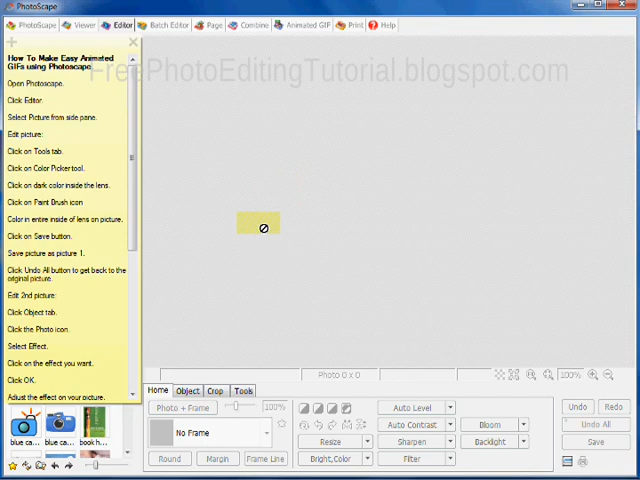 PhotoScape
PhotoScape Viewer Editor Batch Editor Page Combine Animated GIF Print Help
FreePhotoEditingTutorial.blogspot.com
How To Make Easy Animated
GIFs using Photoscape
Open Photoscape.
Click Editor.
Select Picture from side pane.
Edit picture:
Click on Tools tab.
Click on Color Picker tool.
Click on dark color inside the lens.
Click on Paint Brush icon
Color in entire inside of lens on picture.
Click on Save button.
Save picture as picture 1.
Click Undo All button to get back to the
original picture.
Edit 2nd picture:
Click Object tab.
Click the Photo icon.
Select Effect.
Click on the effect you want.
Click OK.
Adjust the effect on your picture.
blue ca... blue ca... book h...
Photo 0 x 0
100%
Home Object Crop Tools
Photo + Frame 100%
No Frame
Round Margin Frame Line
Auto Level
Auto Contrast Bloom
Resize Sharpen Backlight
Bright,Color Filter
Undo Redo
Undo All
Save